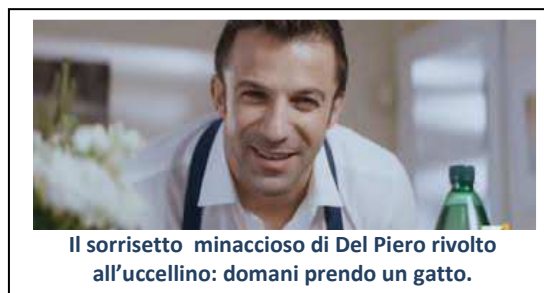 Il sorrisetto minaccioso di Del Piero rivolto
all’uccellino: domani prendo un gatto.